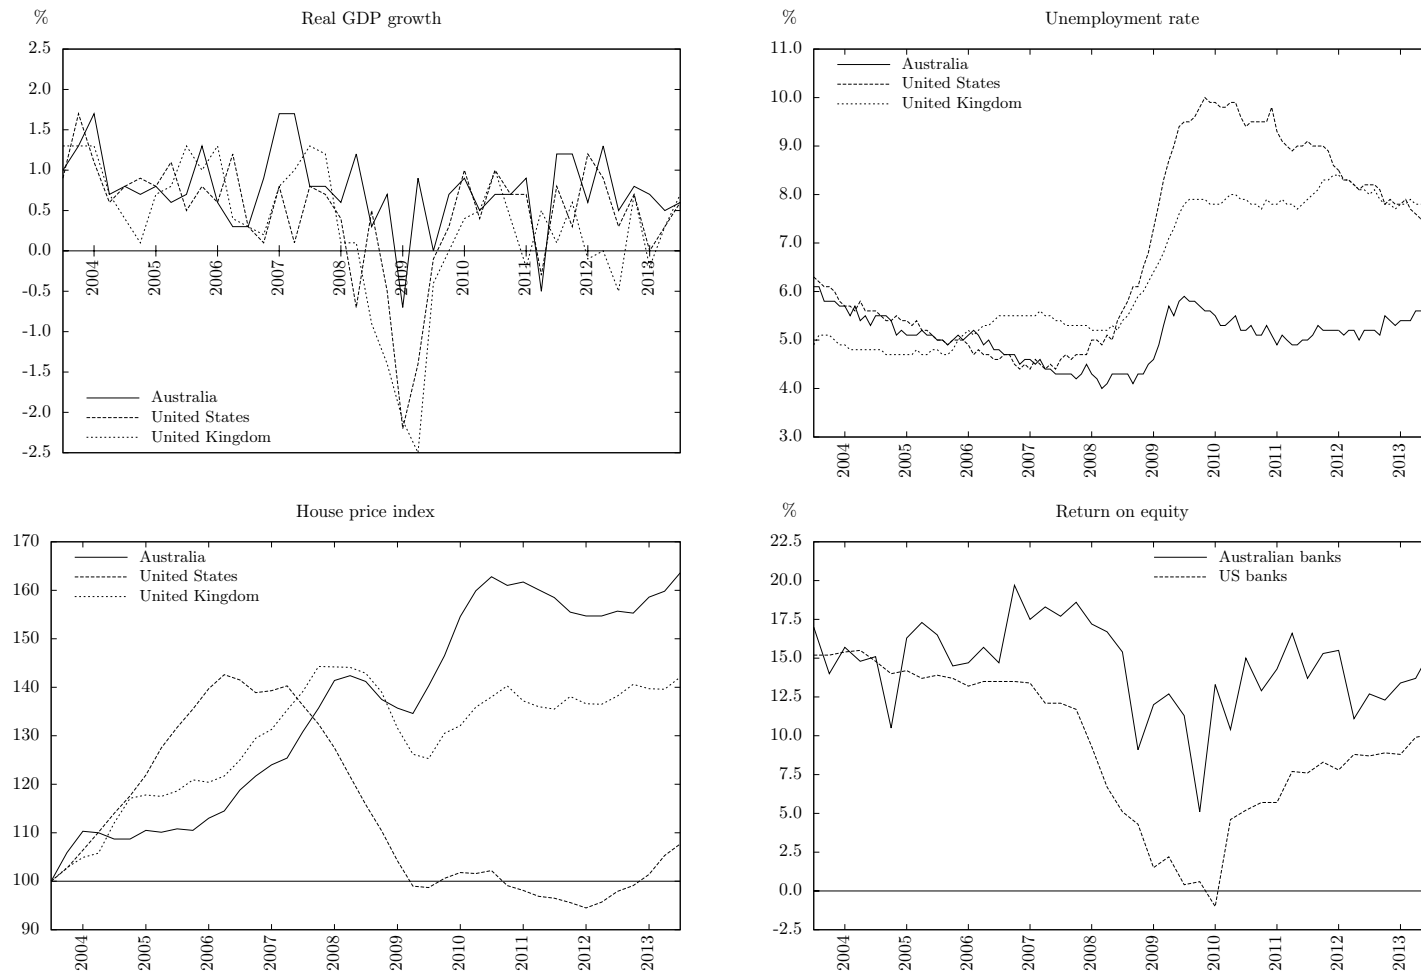 % Real GDP growth
2.5
2.0
1.5
1.0
0.5
0.0
-0.5
-1.0
-1.5
-2.0
-2.5
2004 2005 2006 2007 2008 2009 2010 2011 2012 2013
Australia
United States
United Kingdom
% Unemployment rate
11.0
10.0
9.0
8.0
7.0
6.0
5.0
4.0
3.0
Australia
United States
United Kingdom
2004 2005 2006 2007 2008 2009 2010 2011 2012 2013
House price index
170
160
150
140
130
120
110
100
90
Australia
United States
United Kingdom
2004 2005 2006 2007 2008 2009 2010 2011 2012 2013
% Return on equity
22.5
20.0
17.5
15.0
12.5
10.0
7.5
5.0
2.5
0.0
-2.5
Australian banks
US banks
2004 2005 2006 2007 2008 2009 2010 2011 2012 2013